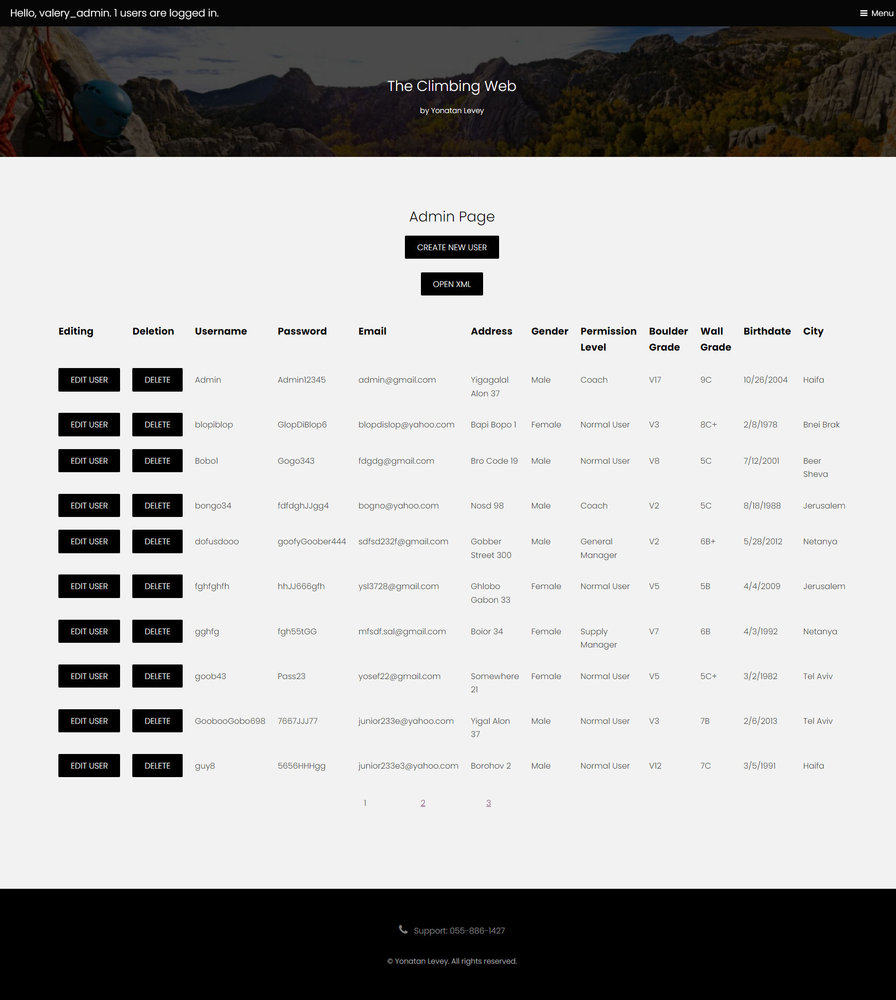 Hello, valery_admin. 1 users are logged in.
Menu
The Climbing Web
by Yonatan Levey
Admin Page
CREATE NEW USER
OPEN XML
Editing Deletion Username Password Email Address Gender Permission Level Boulder Grade Wall Grade Birthdate City
EDIT USER DELETE Admin Admin12345 admin@gmail.com Yigagalal Alon 37 Male Coach V17 9C 10/26/2004 Haifa
EDIT USER DELETE blopiblop GlopDiBlop6 blopdislop@yahoo.com Bapi Bopo 1 Female Normal User V3 8C+ 2/8/1978 Bnei Brak
EDIT USER DELETE Bobo1 Gogo343 fdgdg@gmail.com Bro Code 19 Male Normal User V8 5C 7/12/2001 Beer Sheva
EDIT USER DELETE bongo34 fdfdghJJgg4 bogno@yahoo.com Nosd 98 Male Coach V2 5C 8/18/1988 Jerusalem
EDIT USER DELETE dofusdooo goofyGoober444 sdfsd232f@gmail.com Gobber Street 300 Male General Manager V2 6B+ 5/28/2012 Netanya
EDIT USER DELETE fghfghfh hhJJ666gfh ysl3728@gmail.com Ghlobo Gabon 33 Female Normal User V5 5B 4/4/2009 Jerusalem
EDIT USER DELETE gghfg fgh55tGG mfsdf.sal@gmail.com Boior 34 Female Supply Manager V7 6B 4/3/1992 Netanya
EDIT USER DELETE goob43 Pass23 yosef22@gmail.com Somewhere 21 Female Normal User V5 5C+ 3/2/1982 Tel Aviv
EDIT USER DELETE GoobooGobo698 7667JJJ77 junior233e@yahoo.com Yigal Alon 37 Male Normal User V3 7B 2/6/2013 Tel Aviv
EDIT USER DELETE guy8 5656HHHgg junior233e3@yahoo.com Borohov 2 Male Normal User V12 7C 3/5/1991 Haifa
1 2 3
Support: 055-886-1427
© Yonatan Levey. All rights reserved.